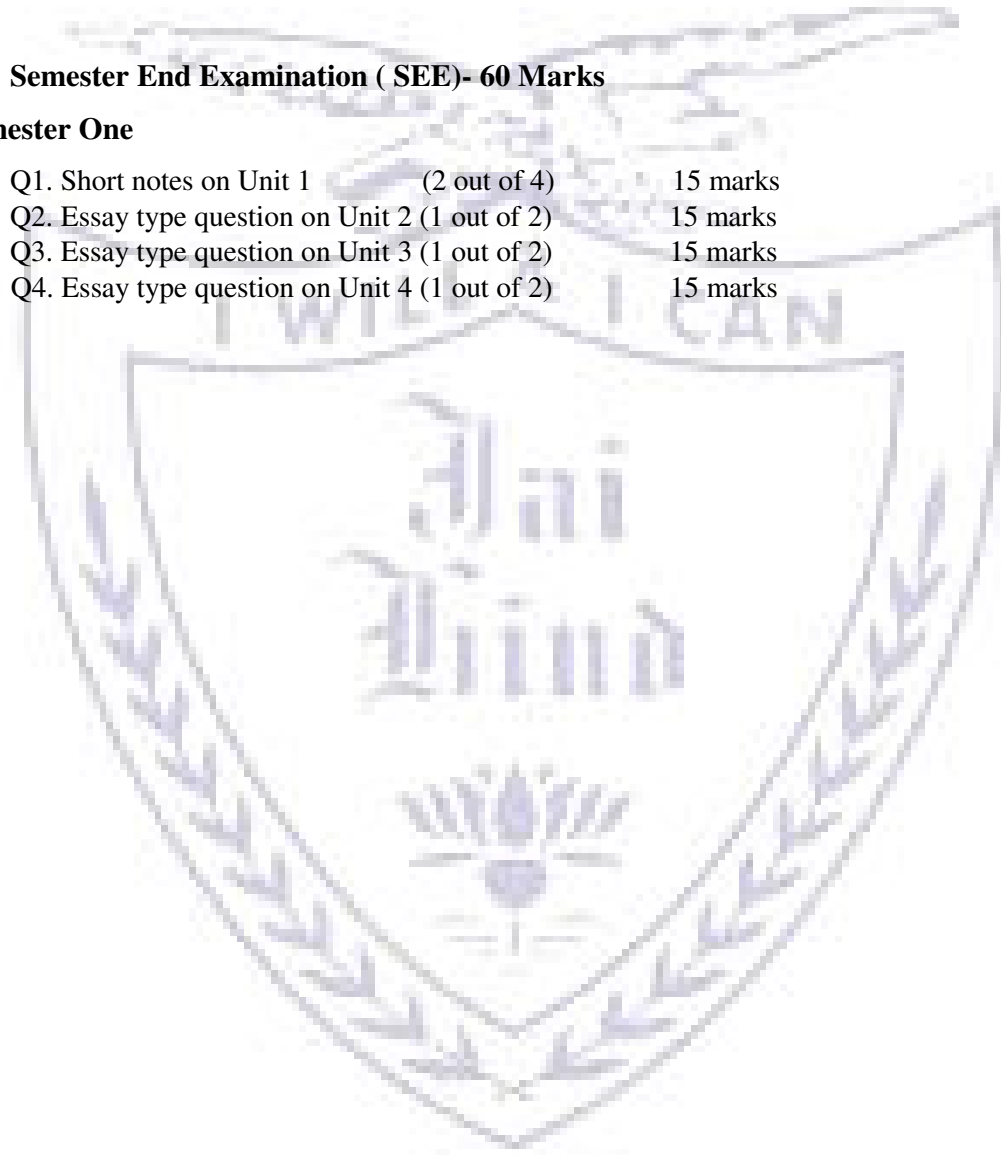 Semester End Examination ( SEE)- 60 Marks
mester One
Q1. Short notes on Unit 1 (2 out of 4) 15 marks
Q2. Essay type question on Unit 2 (1 out of 2) 15 marks
Q3. Essay type question on Unit 3 (1 out of 2) 15 marks
Q4. Essay type question on Unit 4 (1 out of 2) 15 marks
I WILL & I CAN
Jai
Hind